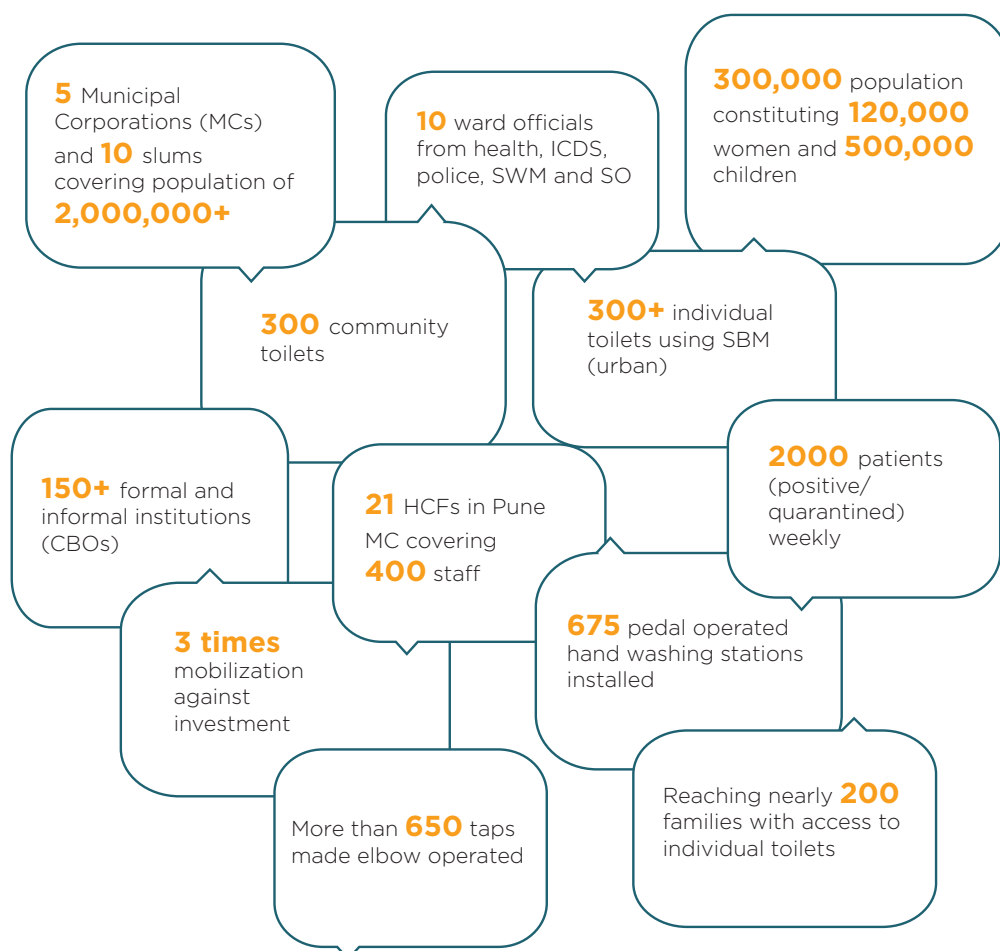 5 Municipal
Corporations (MCs)
and 10 slums
covering population of
2,000,000+
10 ward officials
from health, ICDS,
police, SWM and SO
300,000 population
constituting 120,000
women and 500,000
children
300 community
toilets
300+ individual
toilets using SBM
(urban)
150+ formal and
informal institutions
(CBOs)
21 HCFs in Pune
MC covering
400 staff
2000 patients
(positive/
quarantined)
weekly
3 times
mobilization
against
investment
675 pedal operated
hand washing stations
installed
More than 650 taps
made elbow operated
Reaching nearly 200
families with access to
individual toilets